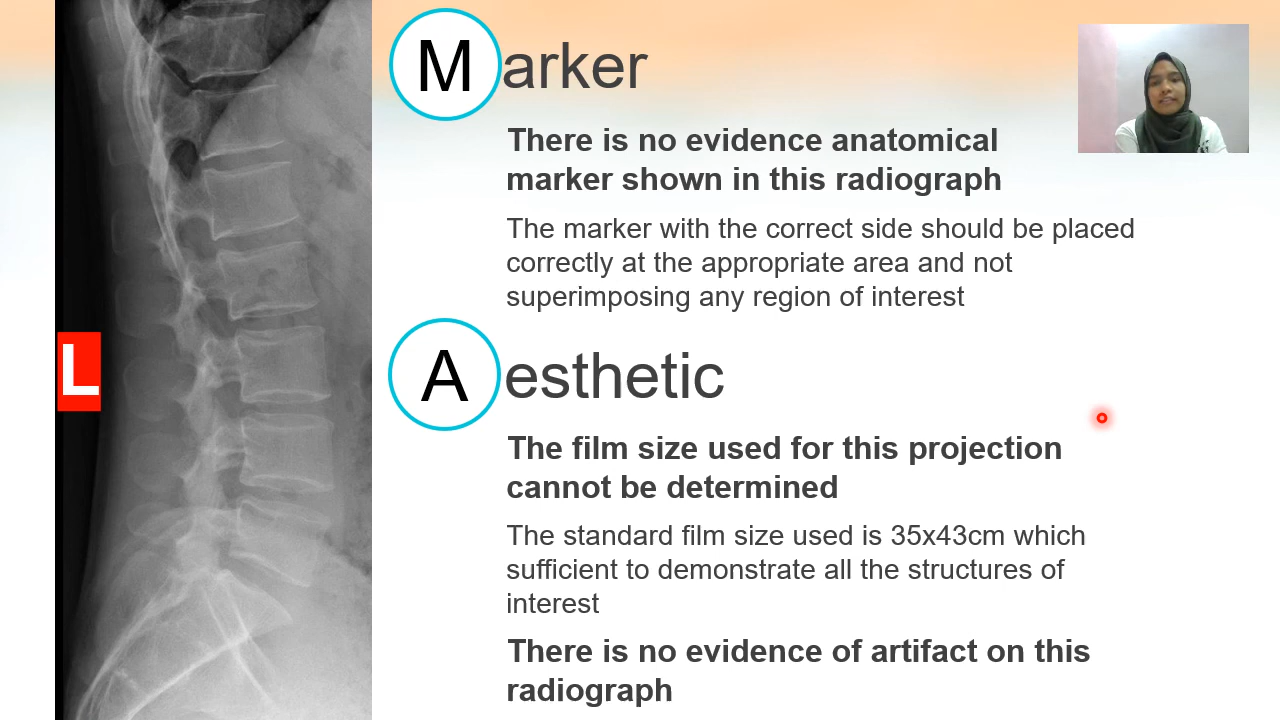 Marker
There is no evidence anatomical
marker shown in this radiograph
The marker with the correct side should be placed
correctly at the appropriate area and not
superimposing any region of interest
L
Aesthetic
The film size used for this projection
cannot be determined
The standard film size used is 35x43cm which
sufficient to demonstrate all the structures of
interest
There is no evidence of artifact on this
radiograph